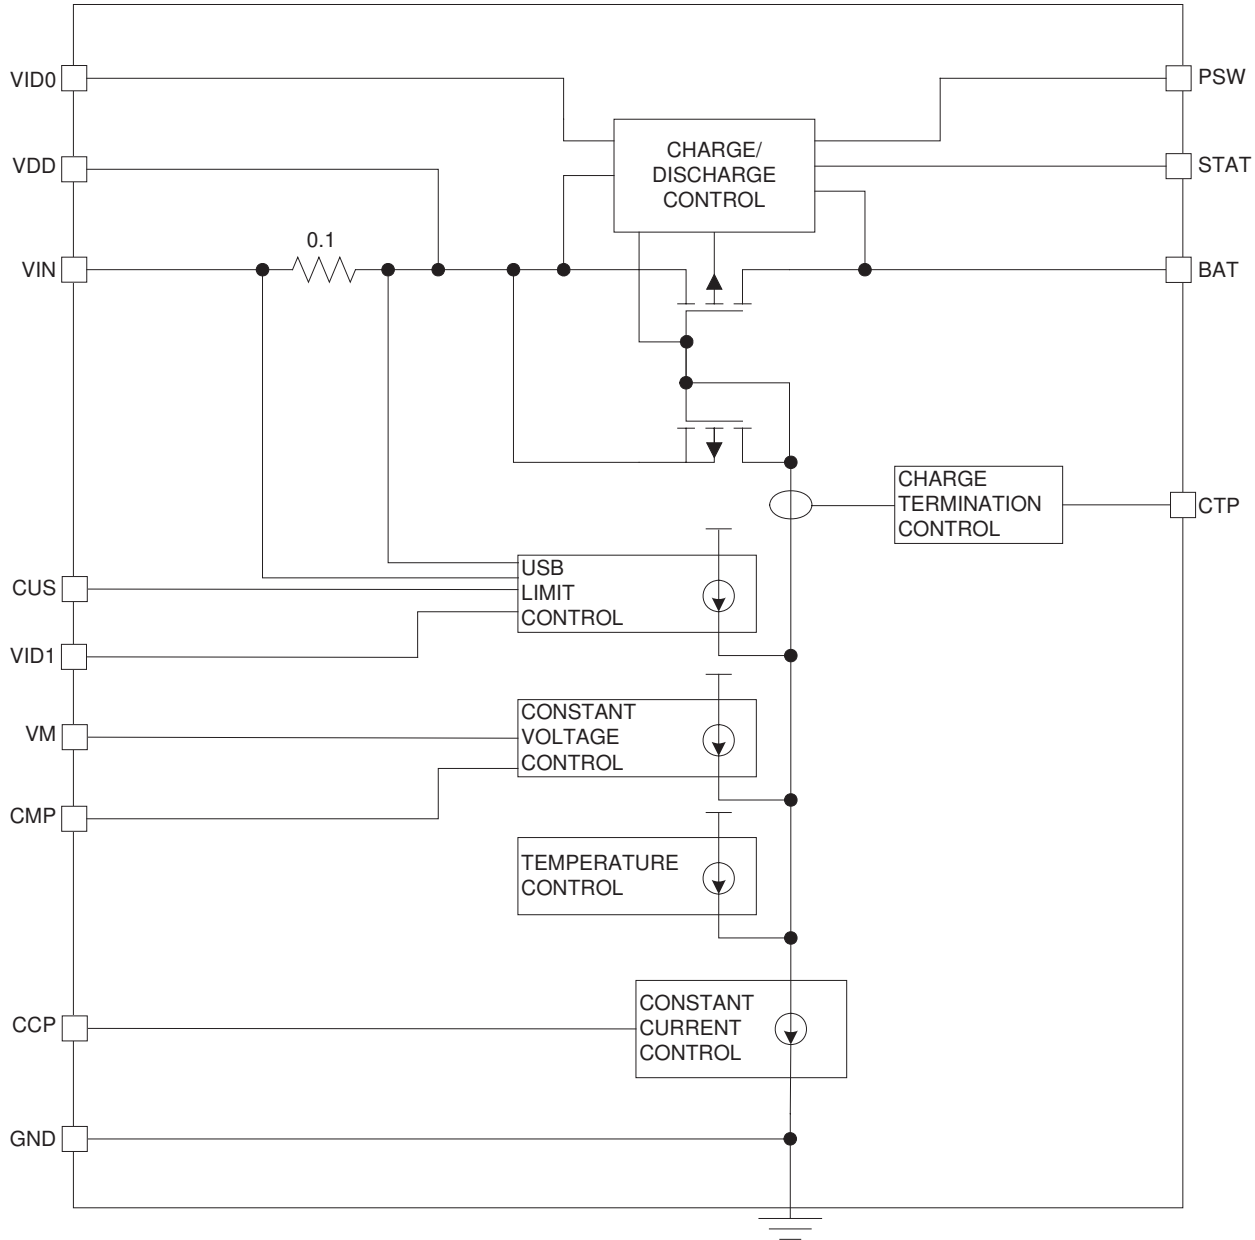 VID0
PSW
CHARGE/
DISCHARGE
CONTROL
VDD
STAT
0.1
VIN
BAT
CHARGE
TERMINATION
CONTROL
CTP
USB
LIMIT
CONTROL
CUS
VID1
CONSTANT
VOLTAGE
CONTROL
VM
CMP
TEMPERATURE
CONTROL
CONSTANT
CURRENT
CONTROL
CCP
GND